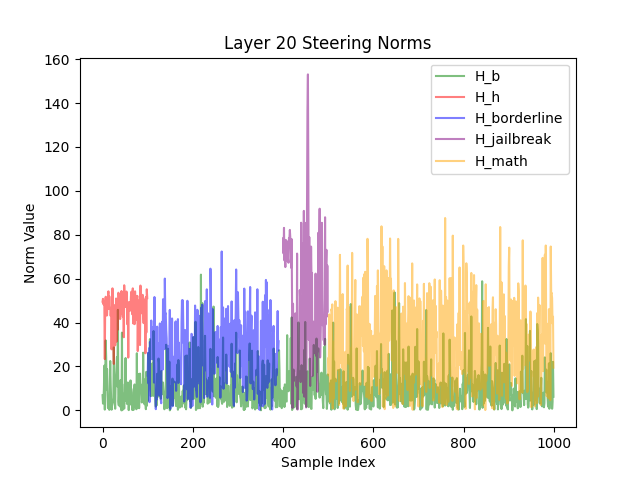 Layer 20 Steering Norms
160
140
120
100
80
60
40
20
0
Norm Value
0
200
400
600
800
1000
Sample Index
H_b
H_h
H_borderline
H_jailbreak
H_math